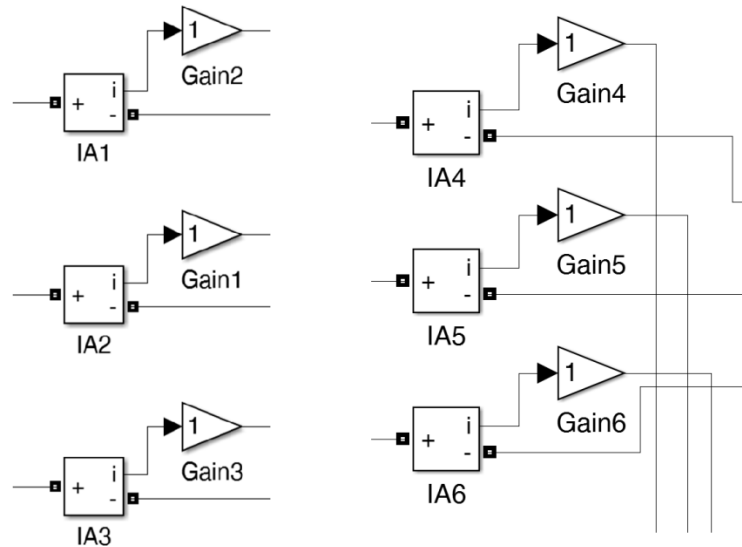 1
Gain2
i
+
-
IA1
1
Gain1
i
+
-
IA2
1
Gain3
i
+
-
IA3
1
Gain4
i
+
-
IA4
1
Gain5
i
+
-
IA5
1
Gain6
i
+
-
IA6